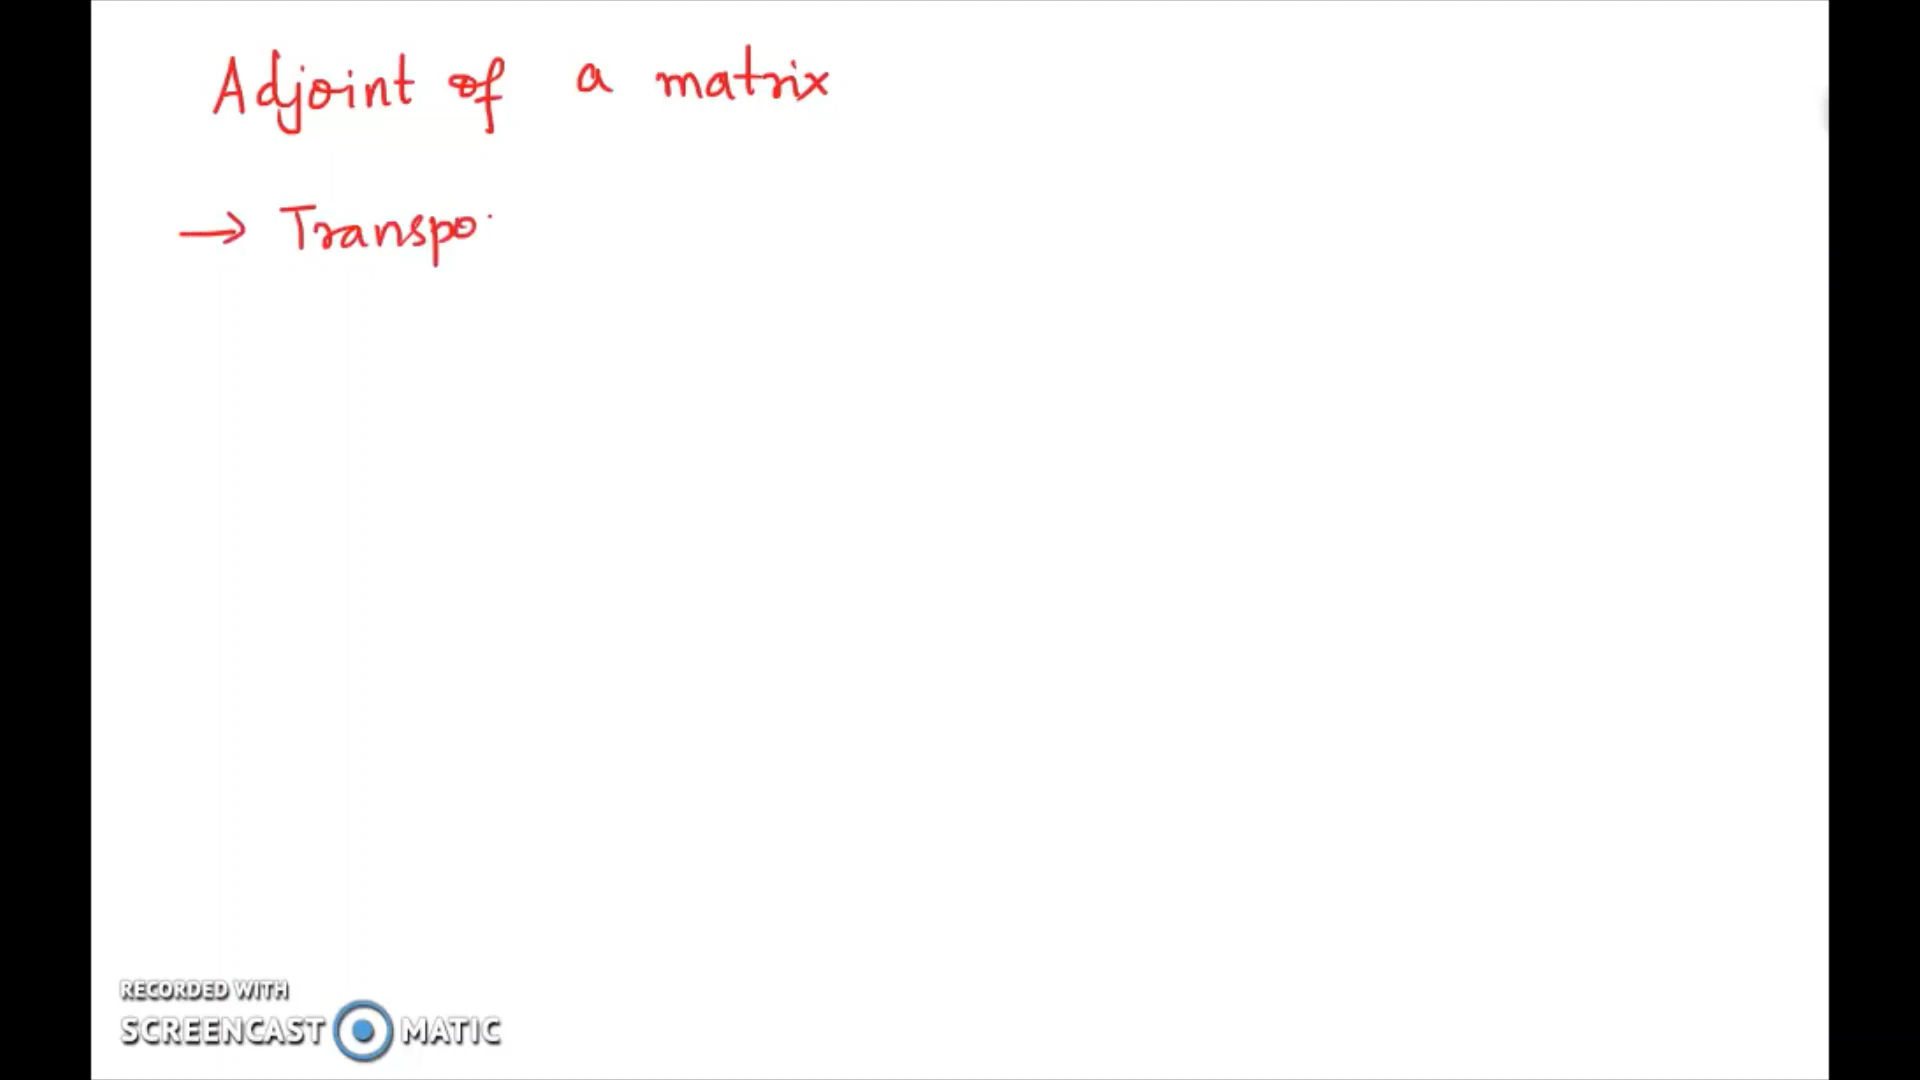 Adjoint of a matrix
→ Transpo
RECORDED WITH
SCREENCAST MATIC